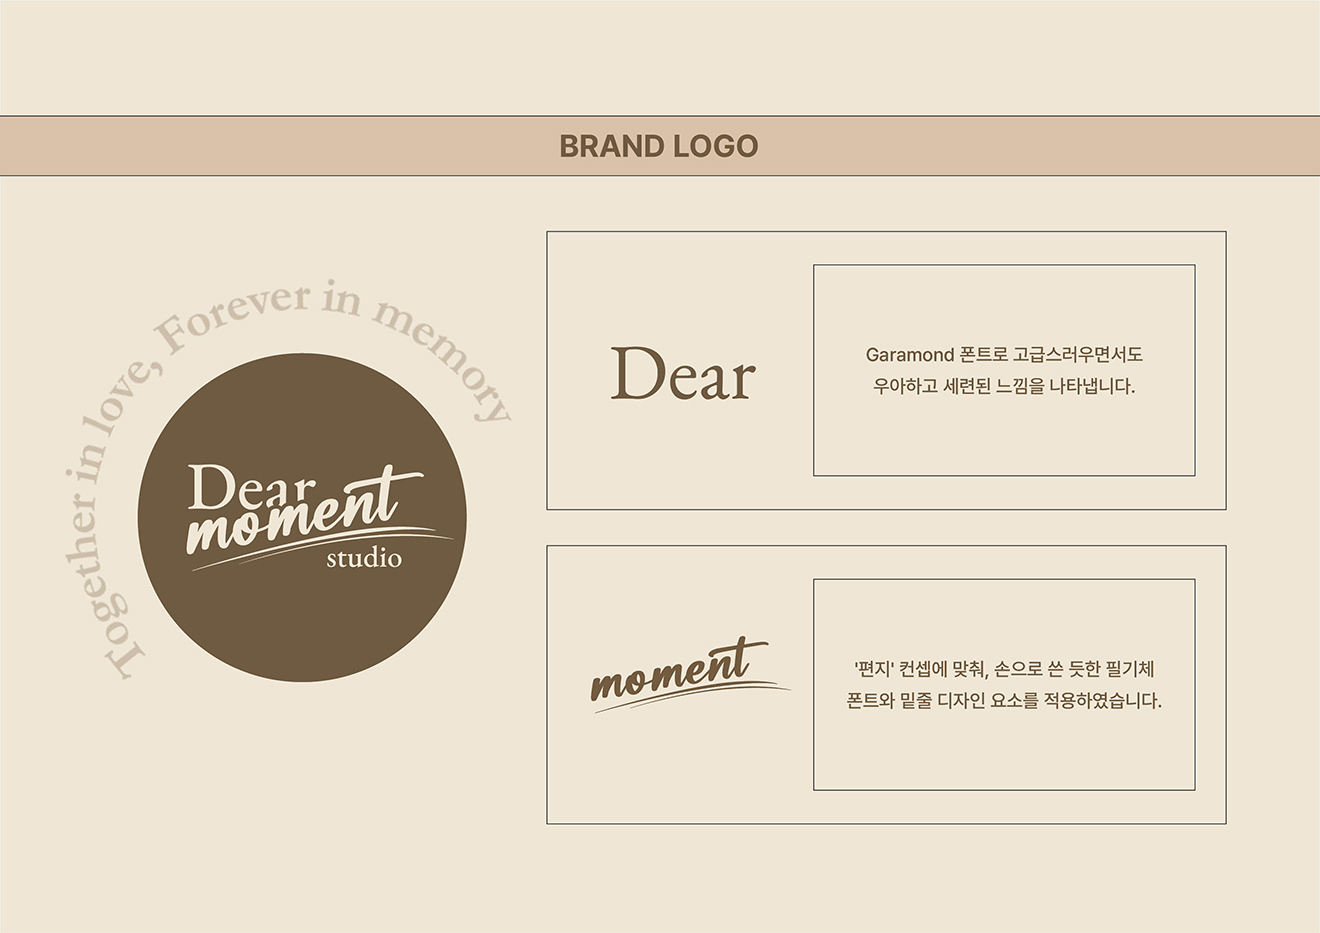 BRAND LOGO
Together in love, Forever in memory
Dear
moment
studio
Dear
Garamond 폰트로 고급스러우면서도
우아하고 세련된 느낌을 나타냅니다.
moment
'편지' 컨셉에 맞춰, 손으로 쓴 듯한 필기체
폰트와 밑줄 디자인 요소를 적용하였습니다.